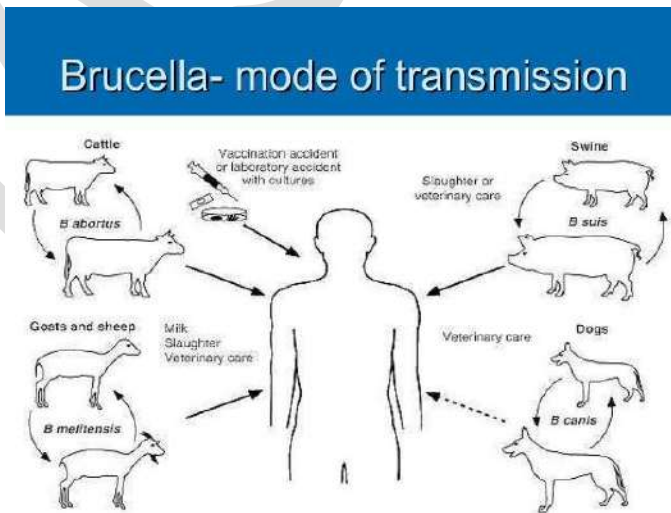 Brucella- mode of transmission
Cattle
B abortus
Vaccination accident
or laboratory accident
with cultures
Swine
Slaughter or
veterinary care
B suis
Goats and sheep
B melitensis
Milk
Slaughter
Veterinary care
Veterinary care
Dogs
B canis